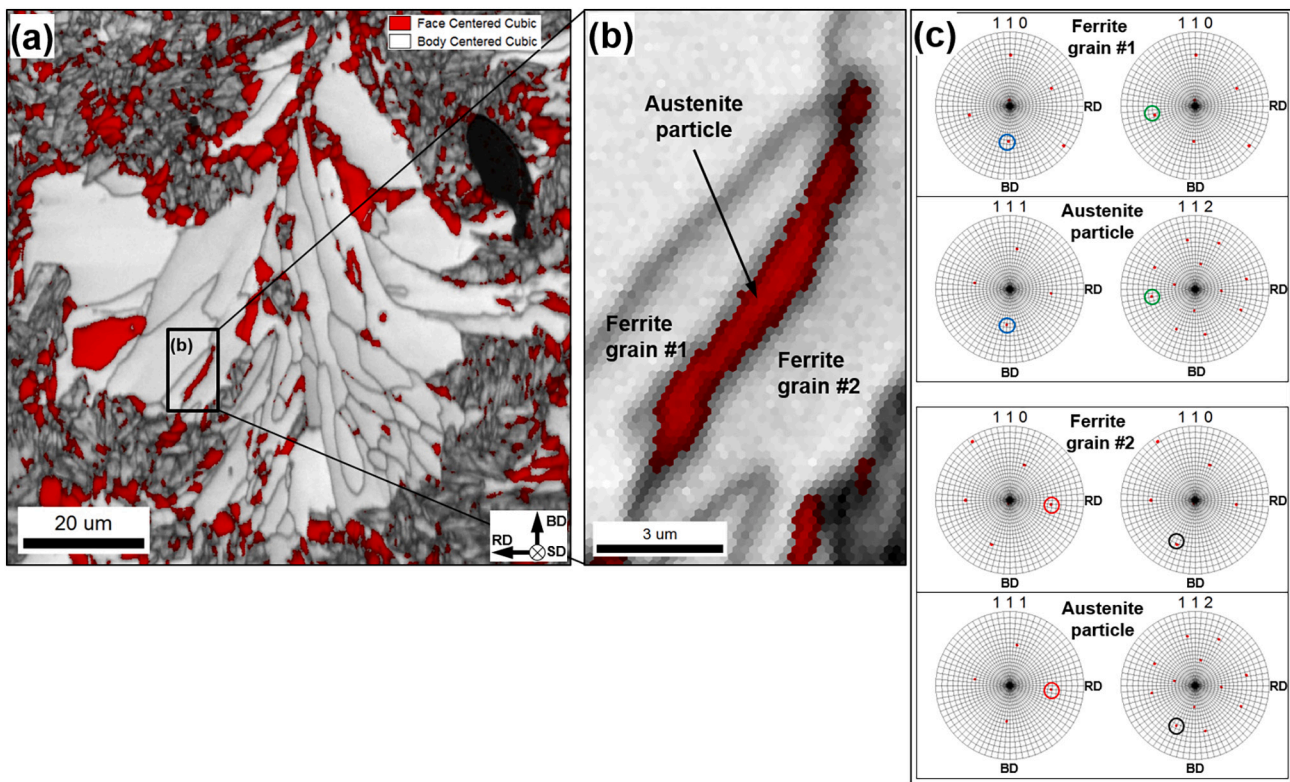 (a)
Face Centered Cubic
Body Centered Cubic
(b)
20 um
BD
RD
SD
(b)
Austenite
particle
Ferrite
grain #1
Ferrite
grain #2
3 um
(c)
1 1 0
Ferrite
grain #1
1 1 0
RD
RD
BD
BD
1 1 1
Austenite
particle
1 1 2
RD
RD
BD
BD
1 1 0
Ferrite
grain #2
1 1 0
RD
RD
BD
BD
1 1 1
Austenite
particle
1 1 2
RD
RD
BD
BD